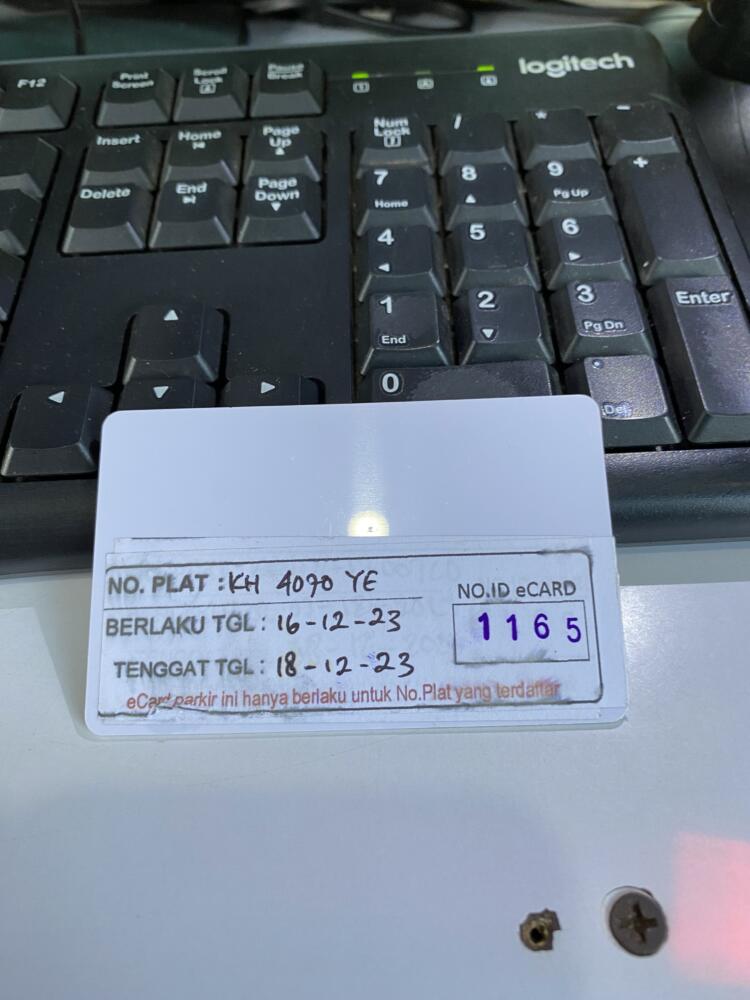 logitech
F12 Print Screen Scroll Lock Pause Break
Insert Home Page Up Num Lock / * -
Delete End Page Down 7 Home 8 9 Pg Up +
4 5 6
1 End 2 3 Pg Dn Enter
0 . Del
NO. PLAT : KH 4070 YE
NO.ID eCARD
BERLAKU TGL : 16-12-23
1165
TENGGAT TGL : 18-12-23
eCard parkir ini hanya berlaku untuk No.Plat yang terdaftar